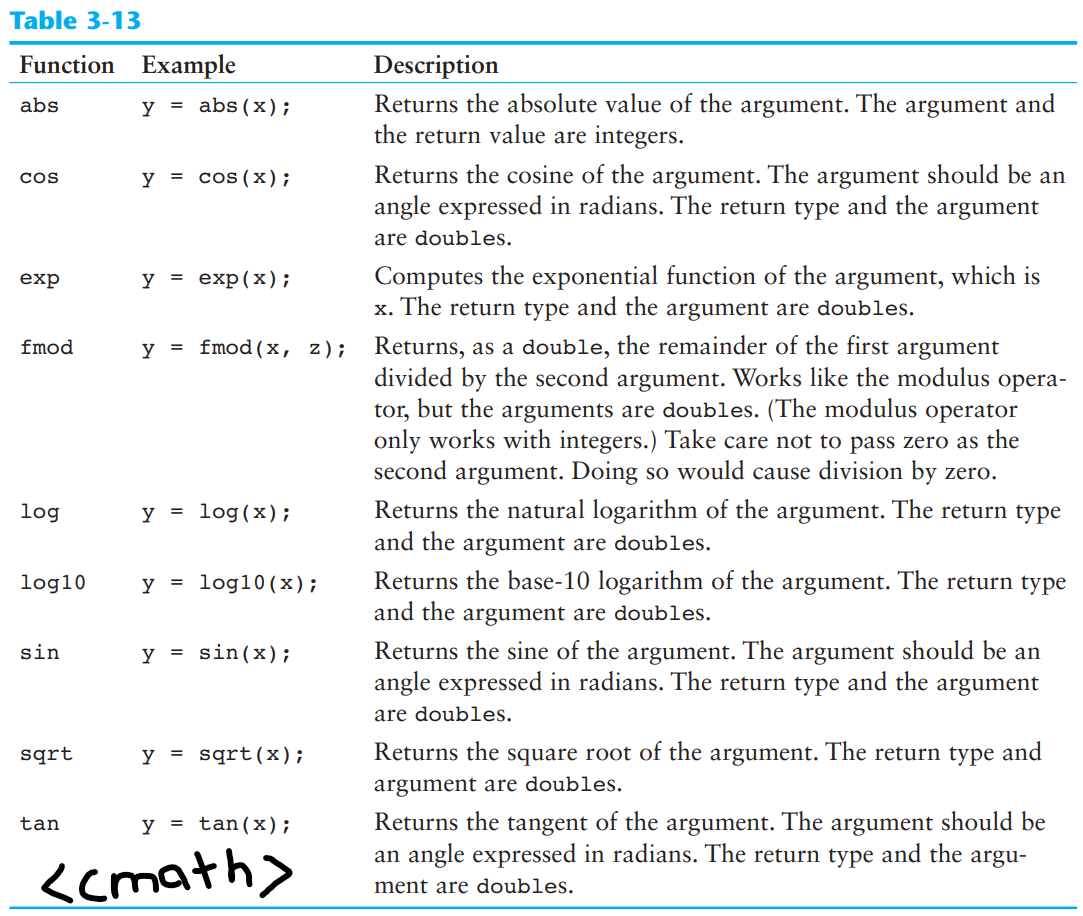 Table 3-13
Function Example Description
abs y = abs(x); Returns the absolute value of the argument. The argument and
the return value are integers.
cos y = cos(x); Returns the cosine of the argument. The argument should be an
angle expressed in radians. The return type and the argument
are doubles.
exp y = exp(x); Computes the exponential function of the argument, which is
x. The return type and the argument are doubles.
fmod y = fmod(x, z); Returns, as a double, the remainder of the first argument
divided by the second argument. Works like the modulus opera-
tor, but the arguments are doubles. (The modulus operator
only works with integers.) Take care not to pass zero as the
second argument. Doing so would cause division by zero.
log y = log(x); Returns the natural logarithm of the argument. The return type
and the argument are doubles.
log10 y = log10(x); Returns the base-10 logarithm of the argument. The return type
and the argument are doubles.
sin y = sin(x); Returns the sine of the argument. The argument should be an
angle expressed in radians. The return type and the argument
are doubles.
sqrt y = sqrt(x); Returns the square root of the argument. The return type and
argument are doubles.
tan y = tan(x); Returns the tangent of the argument. The argument should be
an angle expressed in radians. The return type and the argu-
ment are doubles.
<cmath>